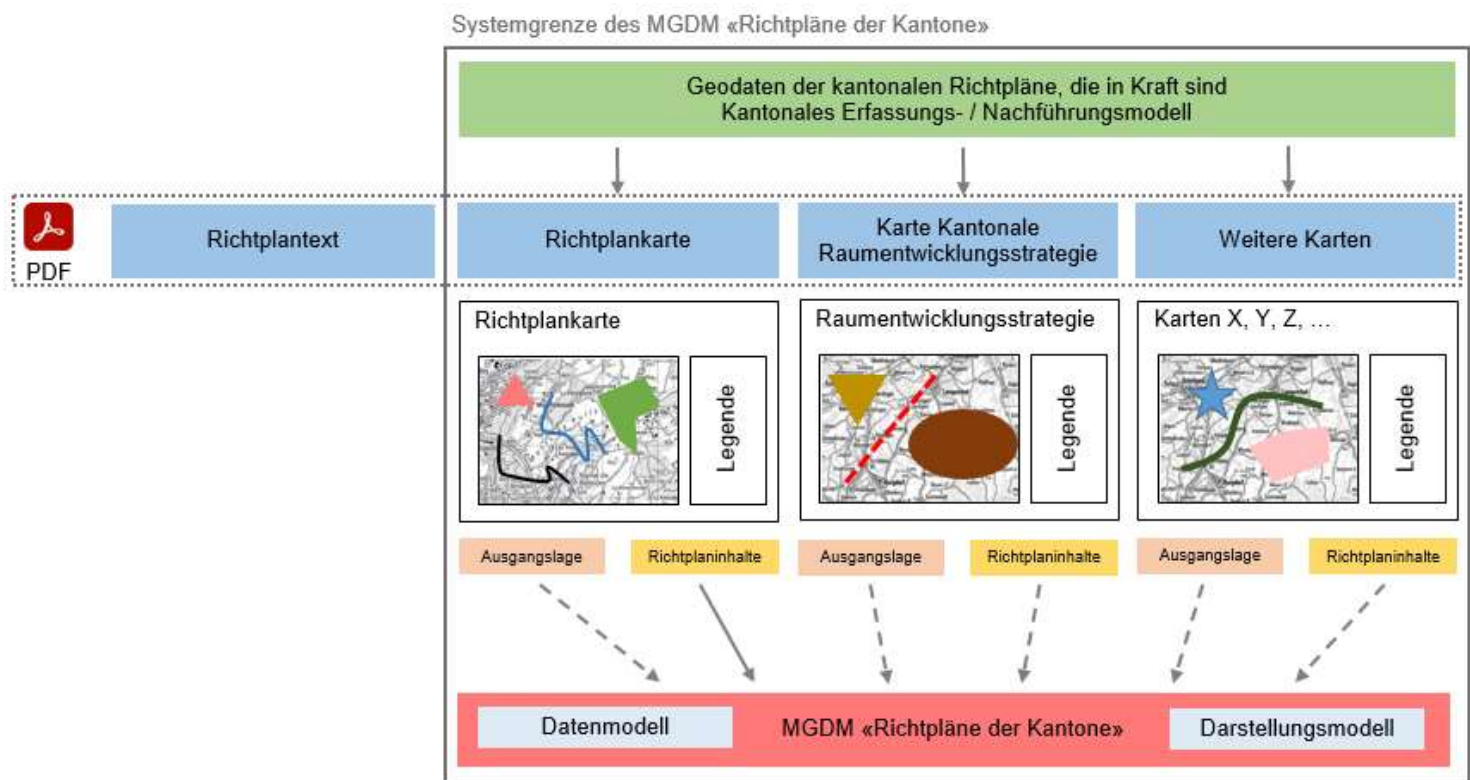 Systemgrenze des MGDM «Richtpläne der Kantone»
Geodaten der kantonalen Richtpläne, die in Kraft sind
Kantonales Erfassungs- / Nachführungsmodell
PDF
Richtplantext
Richtplankarte
Karte Kantonale
Raumentwicklungsstrategie
Weitere Karten
Richtplankarte
Legende
Raumentwicklungsstrategie
Legende
Karten X, Y, Z, ...
Legende
Ausgangslage
Richtplaninhalte
Ausgangslage
Richtplaninhalte
Ausgangslage
Richtplaninhalte
Datenmodell
MGDM «Richtpläne der Kantone»
Darstellungsmodell